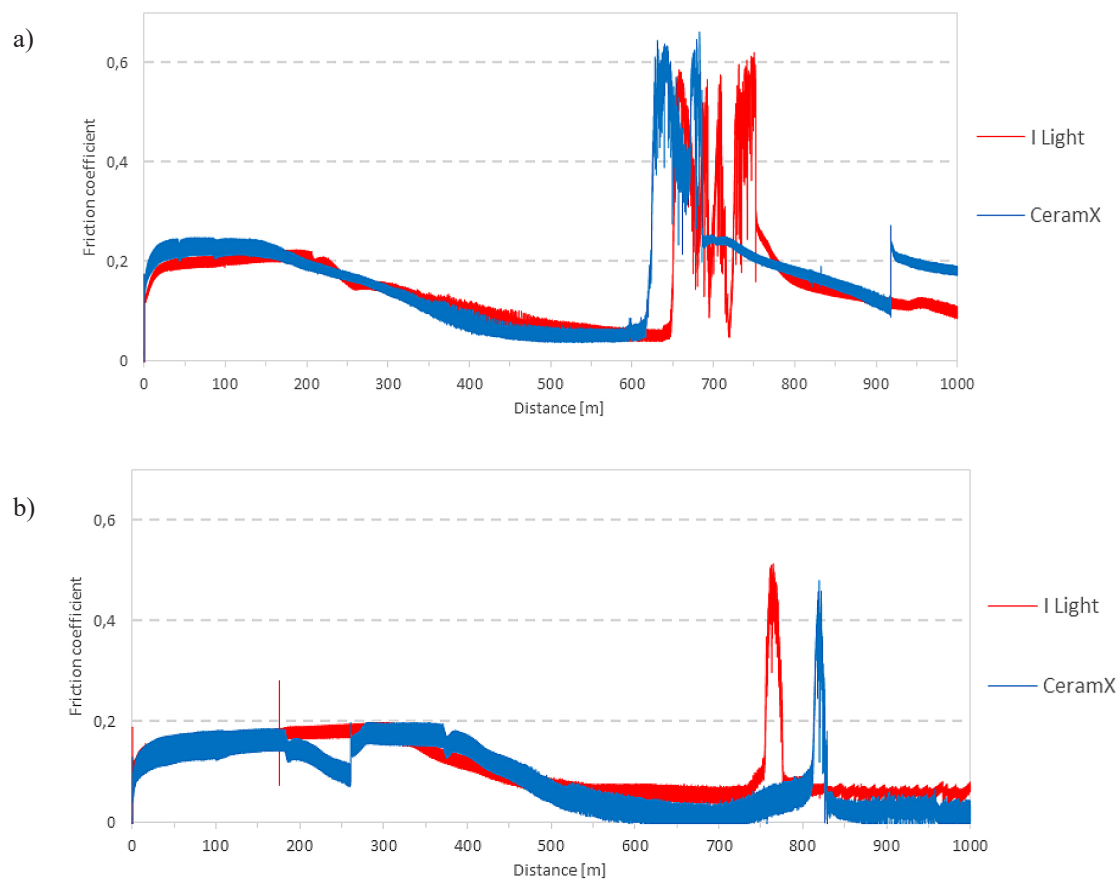 a)
0,6
0,4
0,2
0
Friction coefficient
0 100 200 300 400 500 600 700 800 900 1000
Distance [m]
I Light
CeramX
b)
0,6
0,4
0,2
0
Friction coefficient
0 100 200 300 400 500 600 700 800 900 1000
Distance [m]
I Light
CeramX